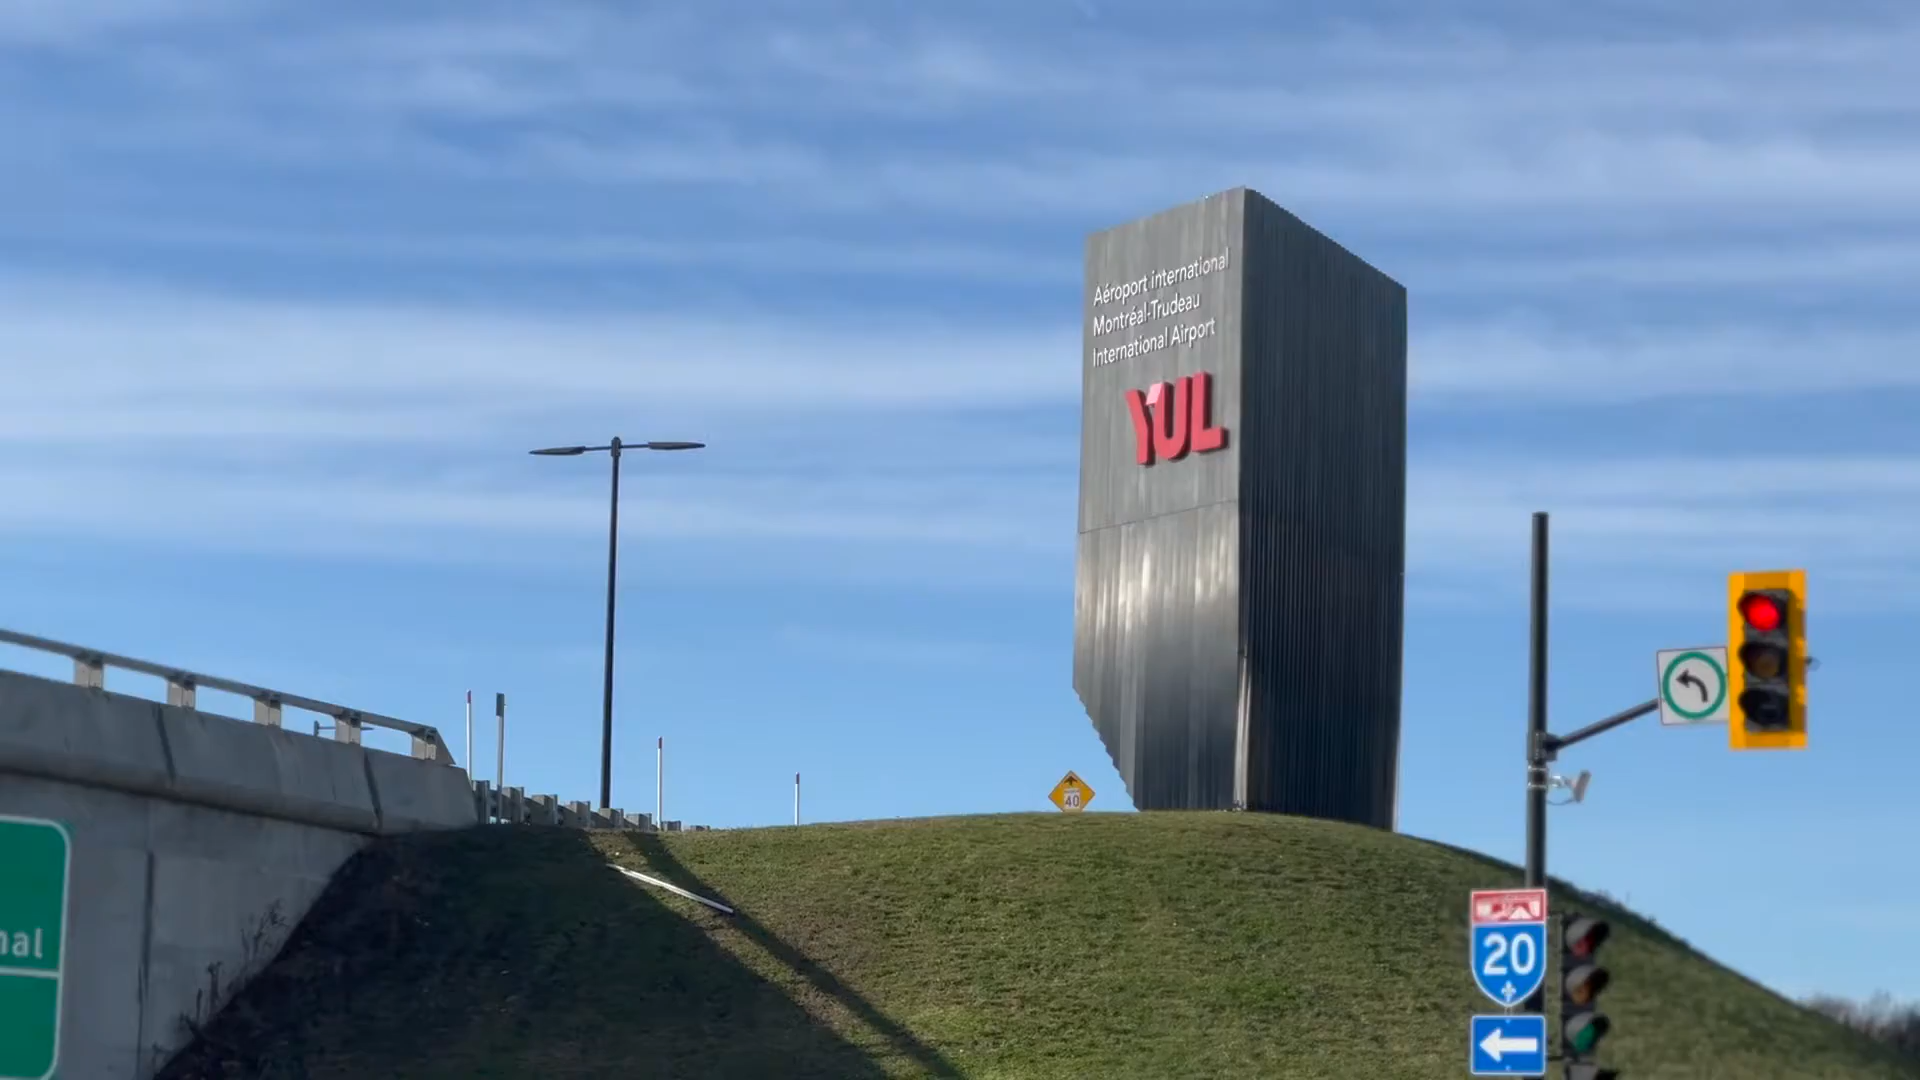 Aéroport international
Montréal-Trudeau
International Airport
YUL
40
20
nal